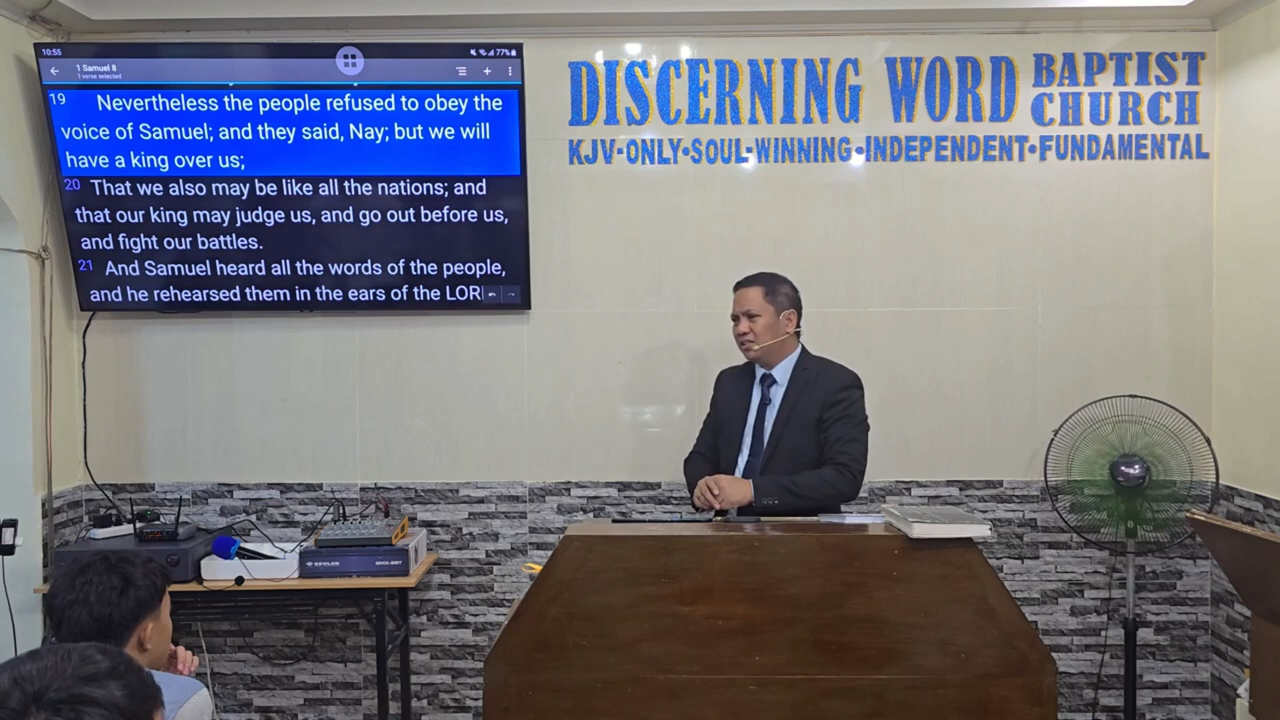 10:55
77%
1 Samuel 8
1 verse selected
19 Nevertheless the people refused to obey the
voice of Samuel; and they said, Nay; but we will
have a king over us;
20 That we also may be like all the nations; and
that our king may judge us, and go out before us,
and fight our battles.
21 And Samuel heard all the words of the people,
and he rehearsed them in the ears of the LOR
DISCERNING WORD
BAPTIST
CHURCH
KJV-ONLY•SOUL-WINNING•INDEPENDENT•FUNDAMENTAL
KEVLER